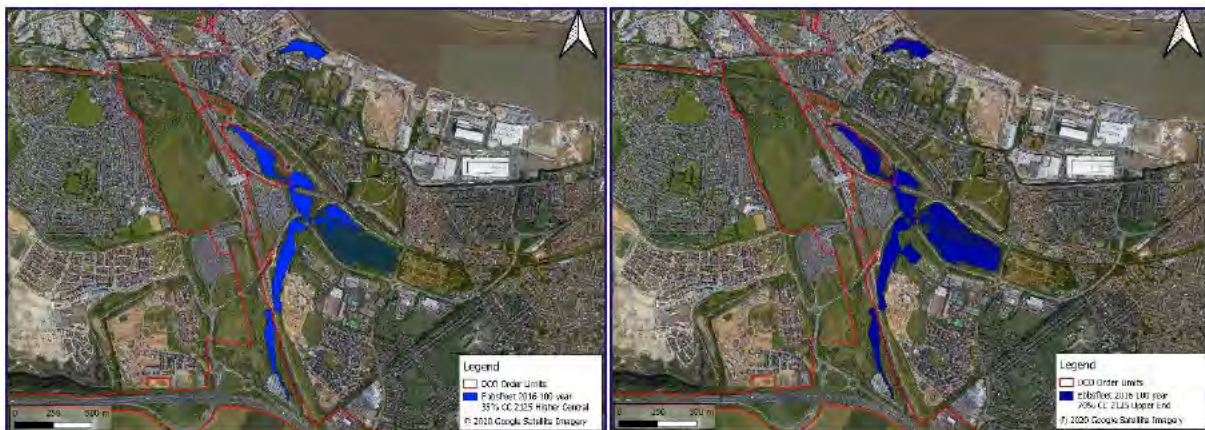 Legend
DCO Order Limits
Ebbsfleet 2016 100 year
35% CC 2125 Higher Central
© 2020 Google Satellite Imagery
0 250 500 m
Legend
DCO Order Limits
Ebbsfleet 2016 100 year
70% CC 2125 Upper End
© 2020 Google Satellite Imagery
0 250 500 m